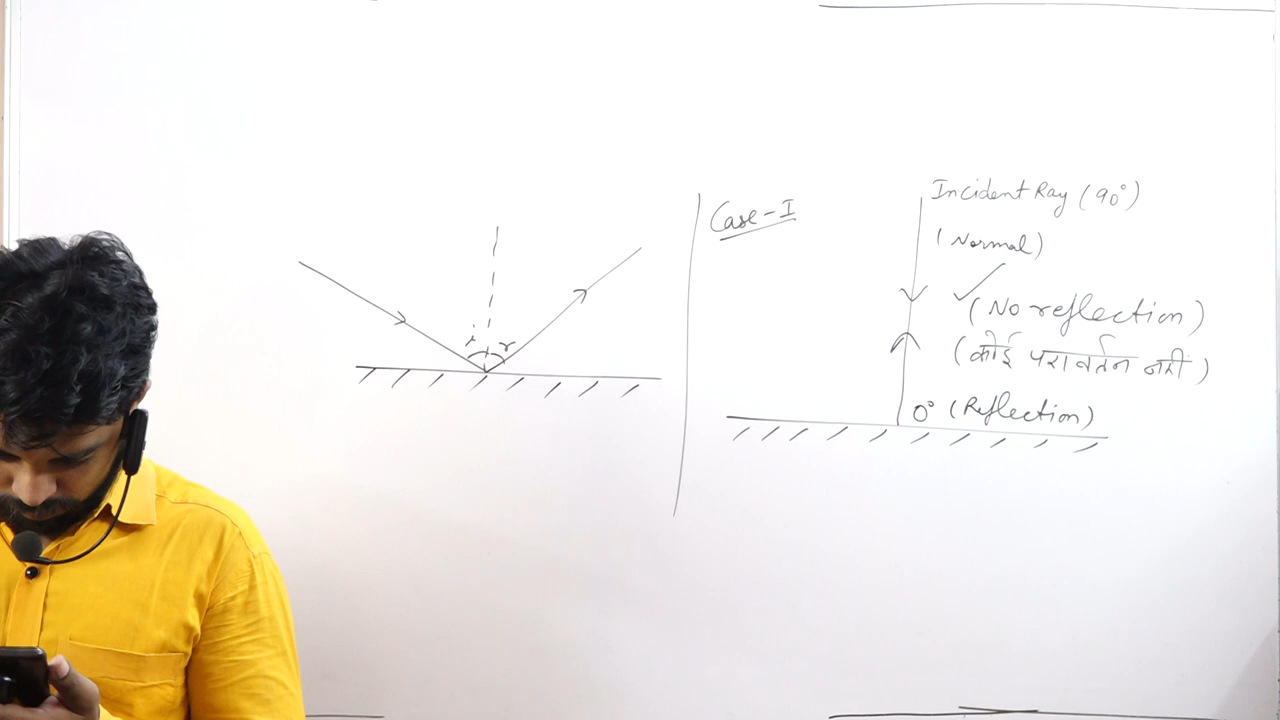 i r
Case-I
Incident Ray (90°)
(Normal)
(No reflection)
(कोई परावर्तन नही)
0° (Reflection)